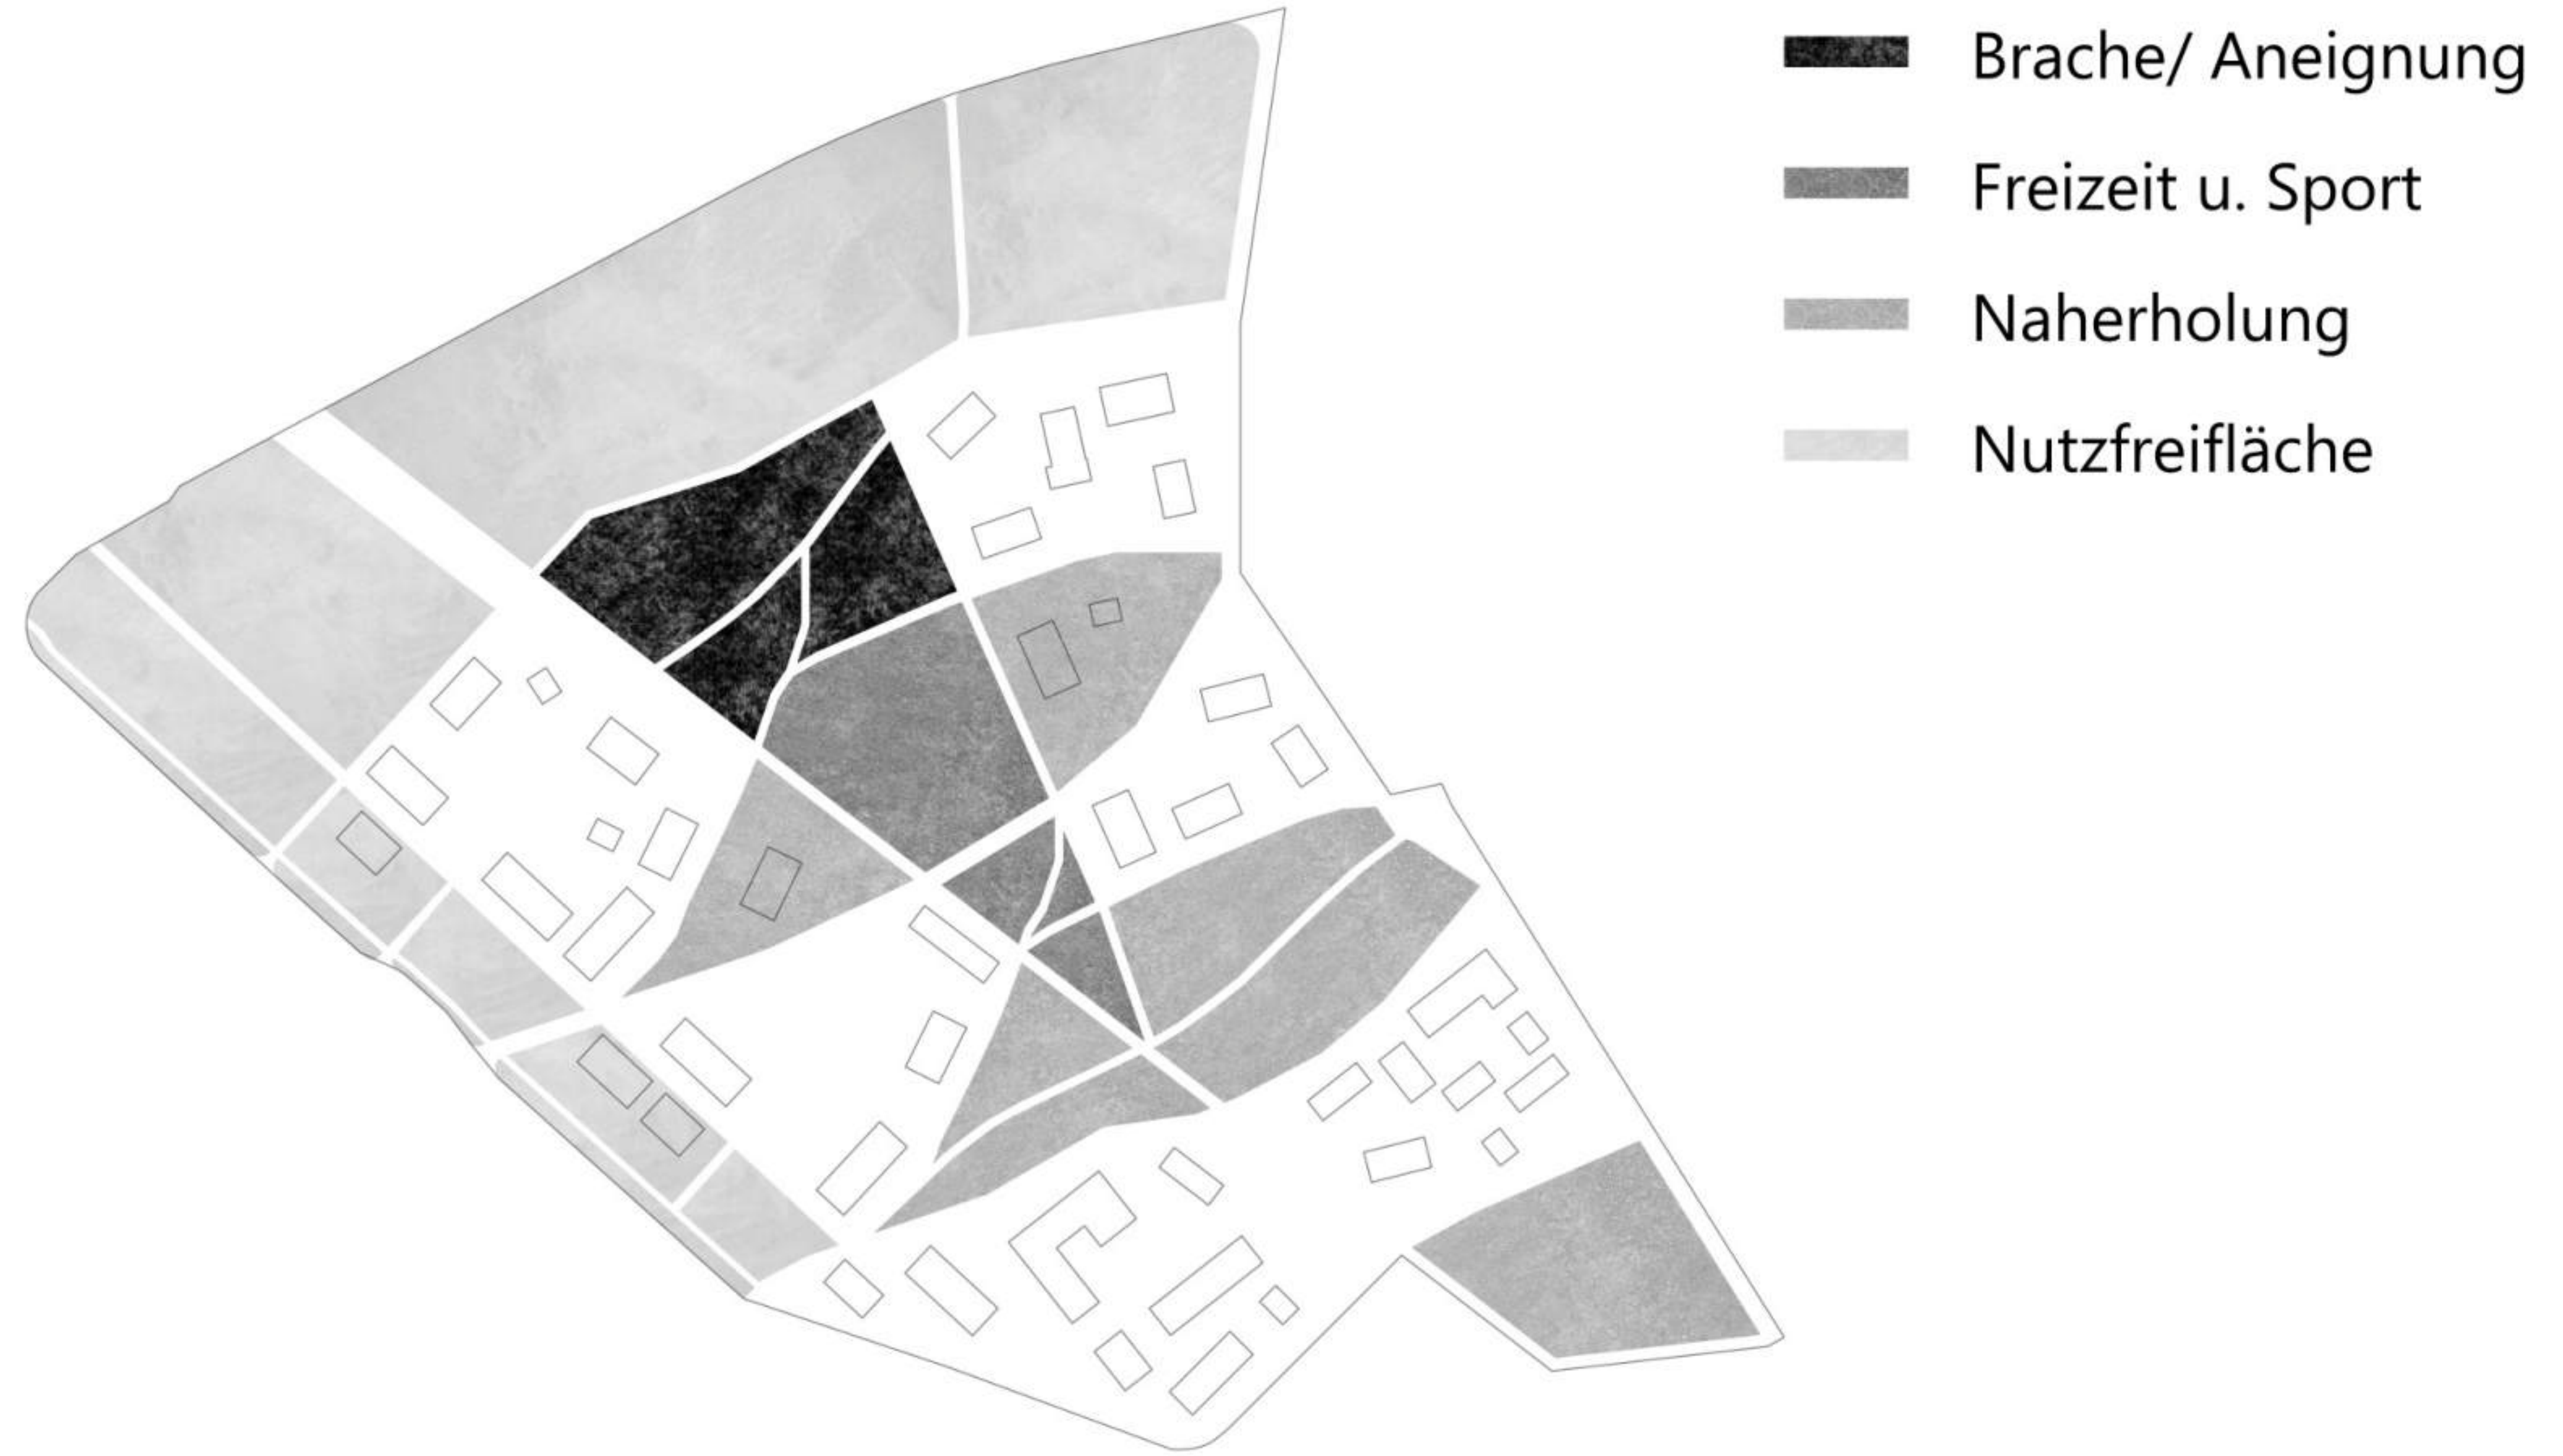 Brache/ Aneignung
Freizeit u. Sport
Naherholung
Nutzfreifläche